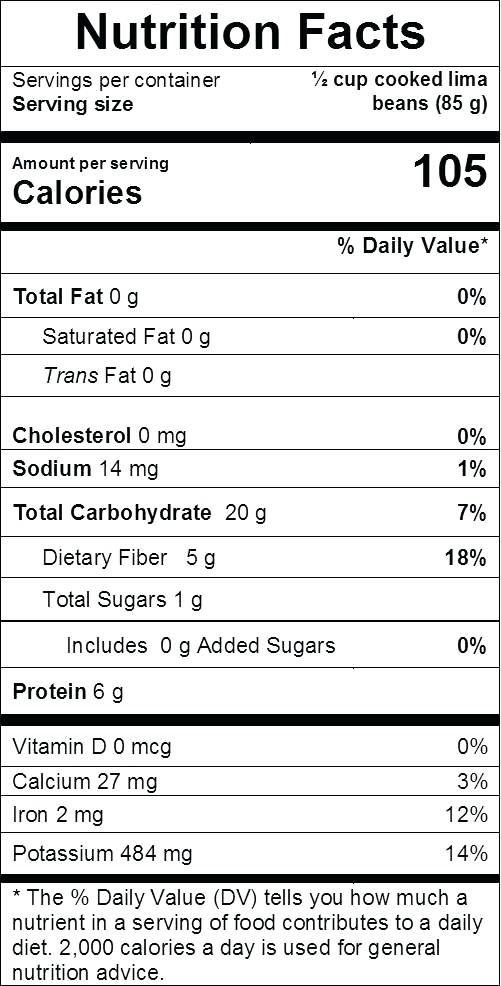 Nutrition Facts
Servings per container
Serving size
½ cup cooked lima
beans (85 g)
Amount per serving
Calories 105
% Daily Value*
Total Fat 0 g 0%
Saturated Fat 0 g 0%
Trans Fat 0 g
Cholesterol 0 mg 0%
Sodium 14 mg 1%
Total Carbohydrate 20 g 7%
Dietary Fiber 5 g 18%
Total Sugars 1 g
Includes 0 g Added Sugars 0%
Protein 6 g
Vitamin D 0 mcg 0%
Calcium 27 mg 3%
Iron 2 mg 12%
Potassium 484 mg 14%
* The % Daily Value (DV) tells you how much a
nutrient in a serving of food contributes to a daily
diet. 2,000 calories a day is used for general
nutrition advice.